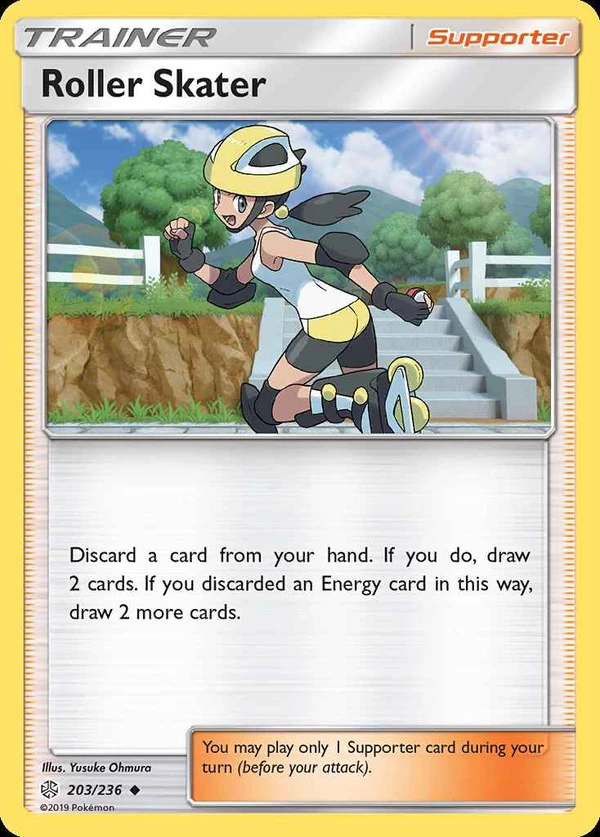 TRAINER
Supporter
Roller Skater
Discard a card from your hand. If you do, draw
2 cards. If you discarded an Energy card in this way,
draw 2 more cards.
You may play only 1 Supporter card during your
turn (before your attack).
Illus. Yusuke Ohmura
203/236
©2019 Pokémon